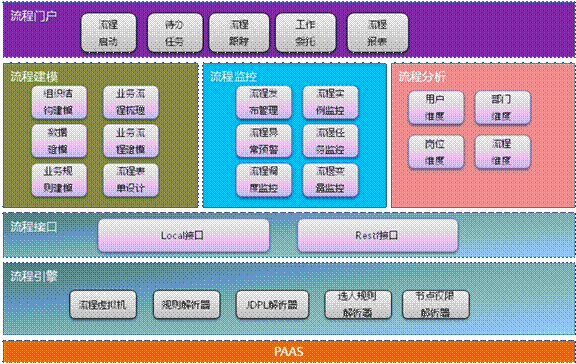 流程门户
流程
启动
待办
任务
流程
跟踪
工作
委托
流程
报表
流程建模
组织结
构建模
业务流
程梳理
数据
建模
业务流
程建模
业务规
则建模
流程表
单设计
流程监控
流程发
布管理
流程实
例监控
流程异
常预警
流程任
务监控
流程调
度监控
流程变
量监控
流程分析
用户
维度
部门
维度
岗位
维度
流程
维度
流程接口
Local接口
Restf接口
流程引擎
流程虚拟机
规则解析器
JDPL解析器
选人规则
解析器
节点权限
解析器
PAAS